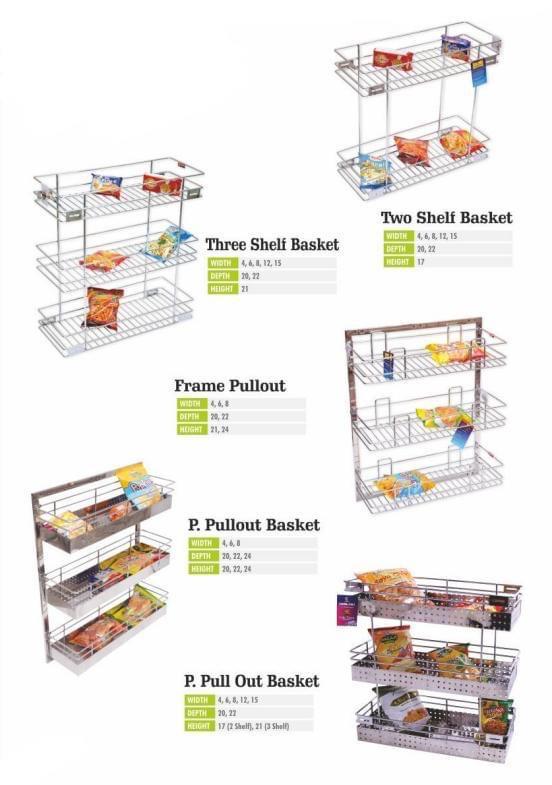 Two Shelf Basket
WIDTH 4, 6, 8, 12, 15
DEPTH 20, 22
HEIGHT 17
Three Shelf Basket
WIDTH 4, 6, 8, 12, 15
DEPTH 20, 22
HEIGHT 21
Frame Pullout
WIDTH 4, 6, 8
DEPTH 20, 22
HEIGHT 21, 24
P. Pullout Basket
WIDTH 4, 6, 8
DEPTH 20, 22, 24
HEIGHT 20, 22, 24
P. Pull Out Basket
WIDTH 4, 6, 8, 12, 15
DEPTH 20, 22
HEIGHT 17 (2 Shelf), 21 (3 Shelf)